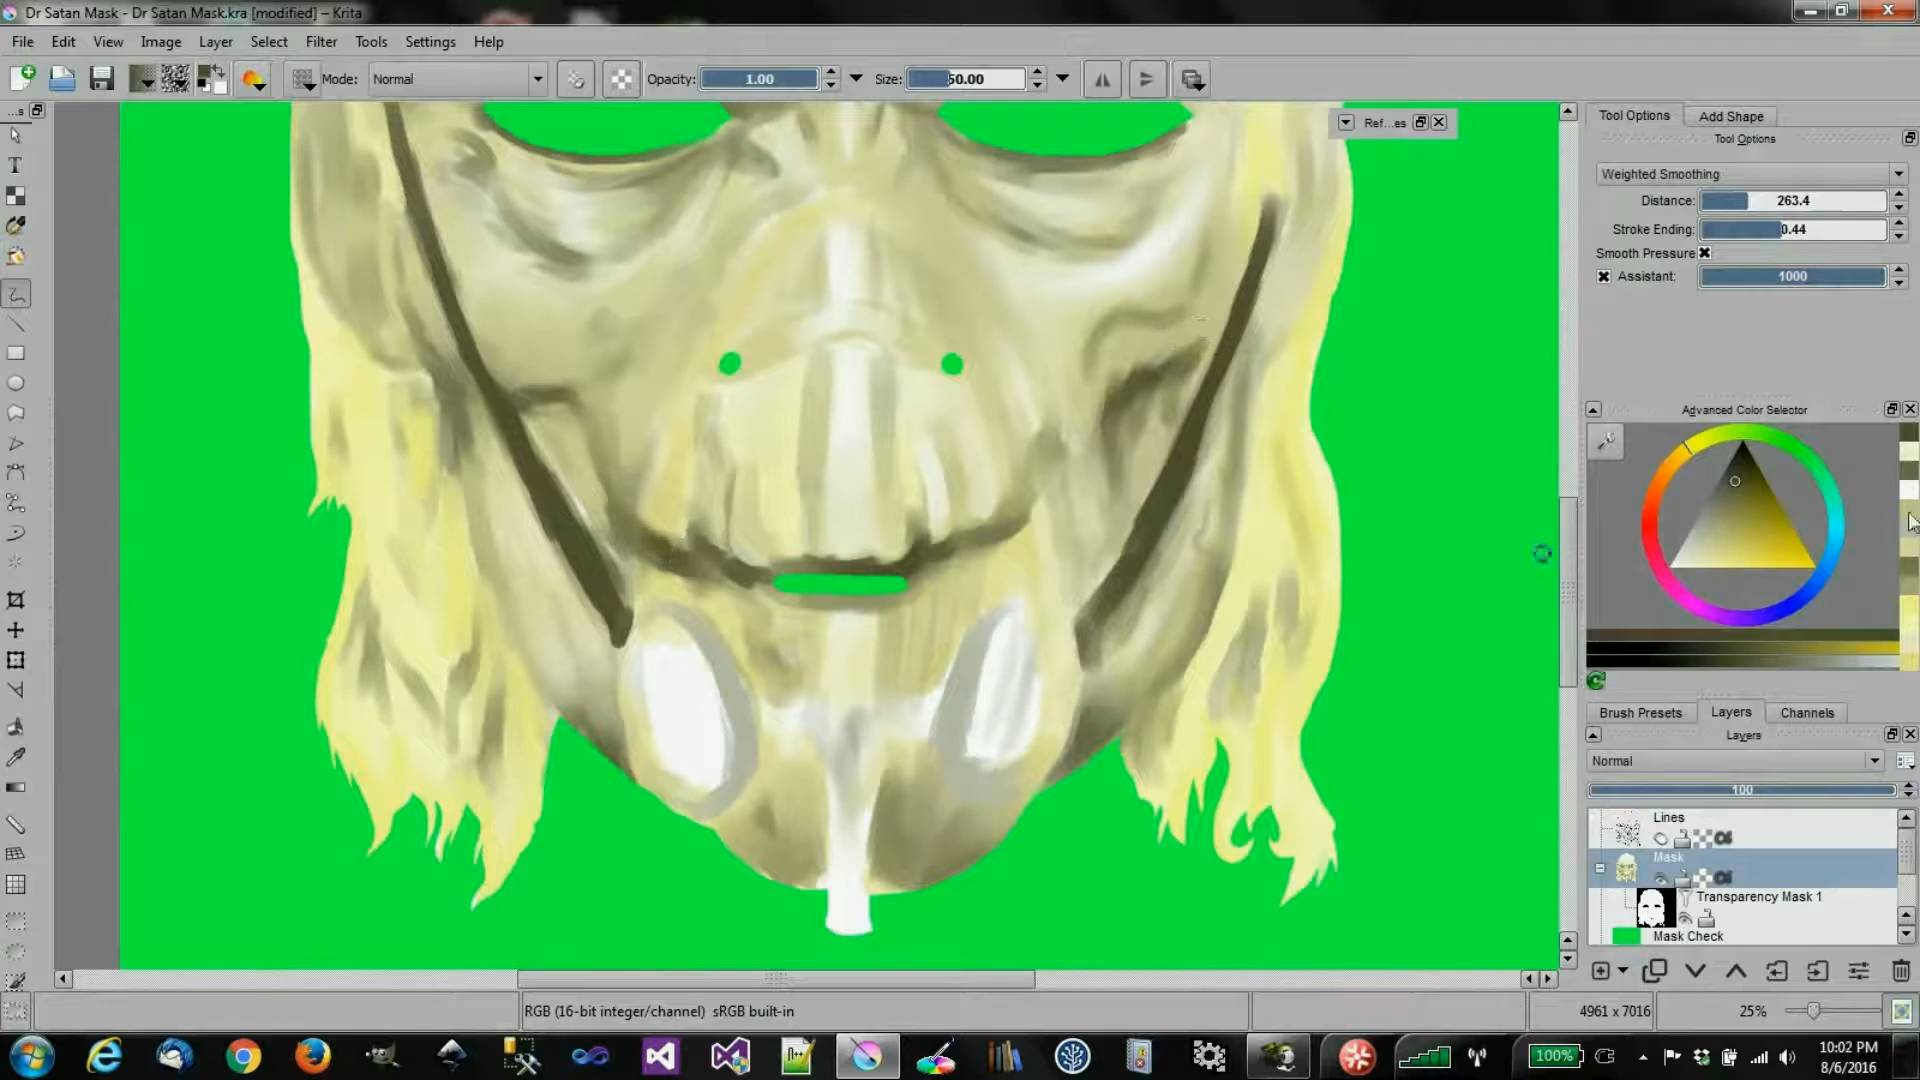 Dr Satan Mask - Dr Satan Mask.kra [modified] – Krita
File Edit View Image Layer Select Filter Tools Settings Help
Mode: Normal Opacity: 1.00 Size: 50.00
...s
Ref...es
Tool Options Add Shape
Tool Options
Weighted Smoothing
Distance: 263.4
Stroke Ending: 0.44
Smooth Pressure
Assistant: 1000
Advanced Color Selector
Brush Presets Layers Channels
Layers
Normal
100
Lines
Mask
Transparency Mask 1
Mask Check
RGB (16-bit integer/channel) sRGB built-in
4961 x 7016
25%
100%
10:02 PM
8/6/2016